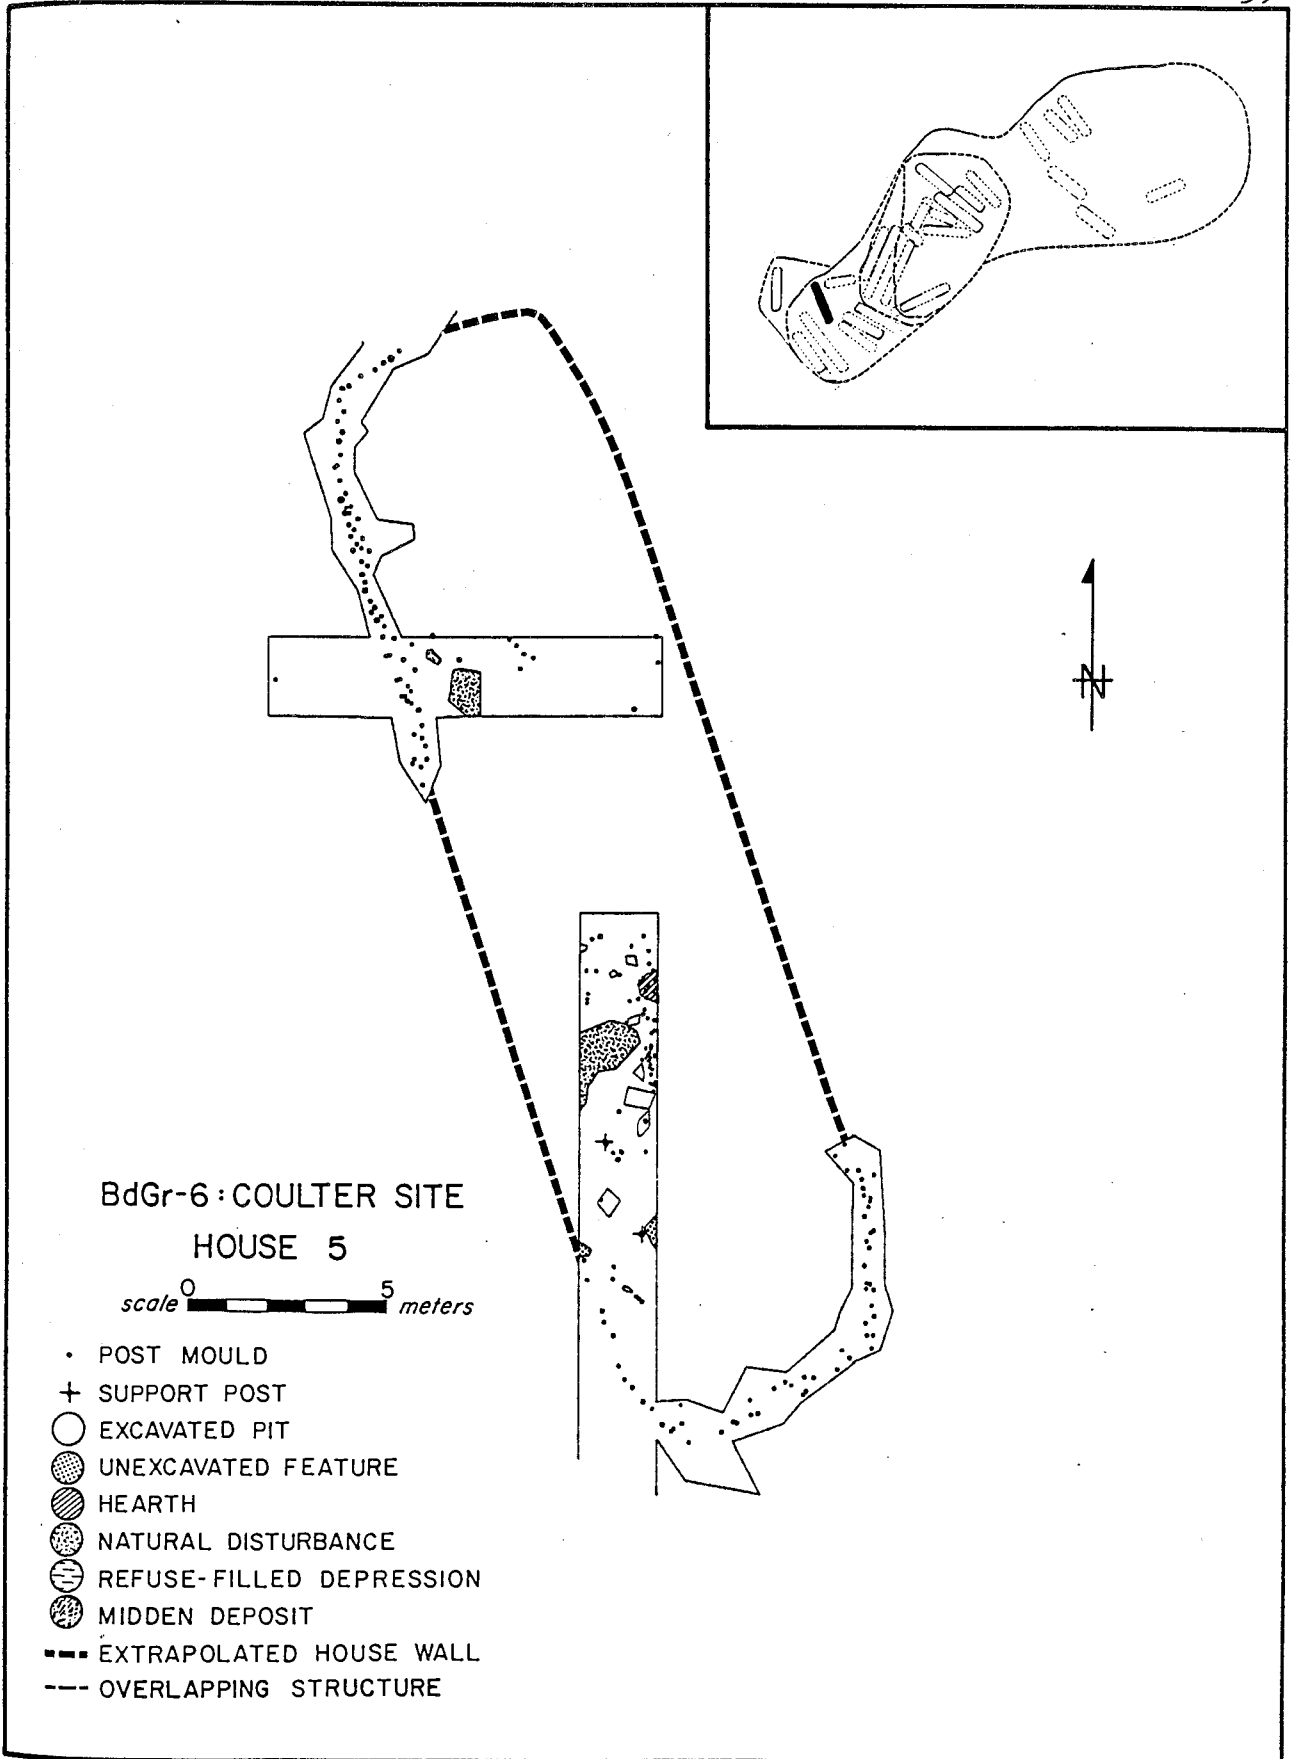 N
BdGr-6: COULTER SITE
HOUSE 5
0 5
scale meters
POST MOULD
SUPPORT POST
EXCAVATED PIT
UNEXCAVATED FEATURE
HEARTH
NATURAL DISTURBANCE
REFUSE-FILLED DEPRESSION
MIDDEN DEPOSIT
EXTRAPOLATED HOUSE WALL
OVERLAPPING STRUCTURE